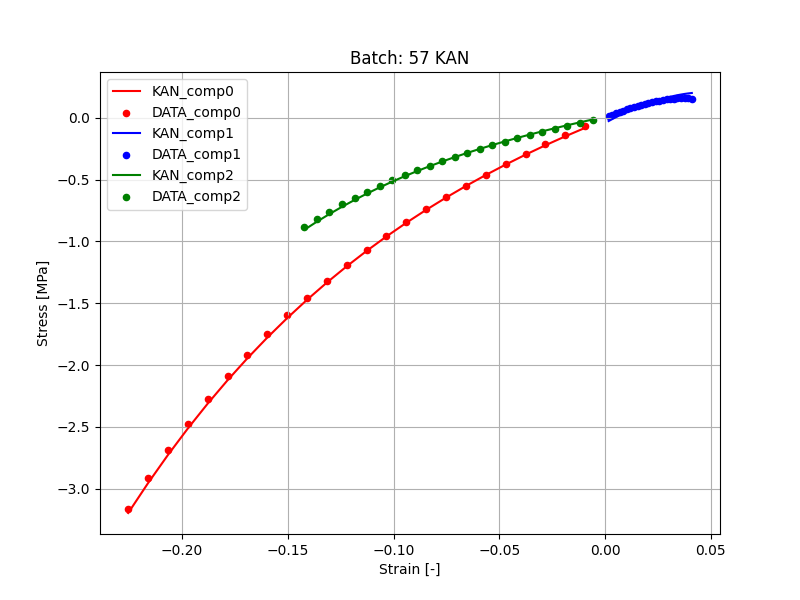 Batch: 57 KAN
KAN_comp0
DATA_comp0
KAN_comp1
DATA_comp1
KAN_comp2
DATA_comp2
0.0
−0.5
−1.0
−1.5
−2.0
−2.5
−3.0
Stress [MPa]
−0.20
−0.15
−0.10
−0.05
0.00
0.05
Strain [-]